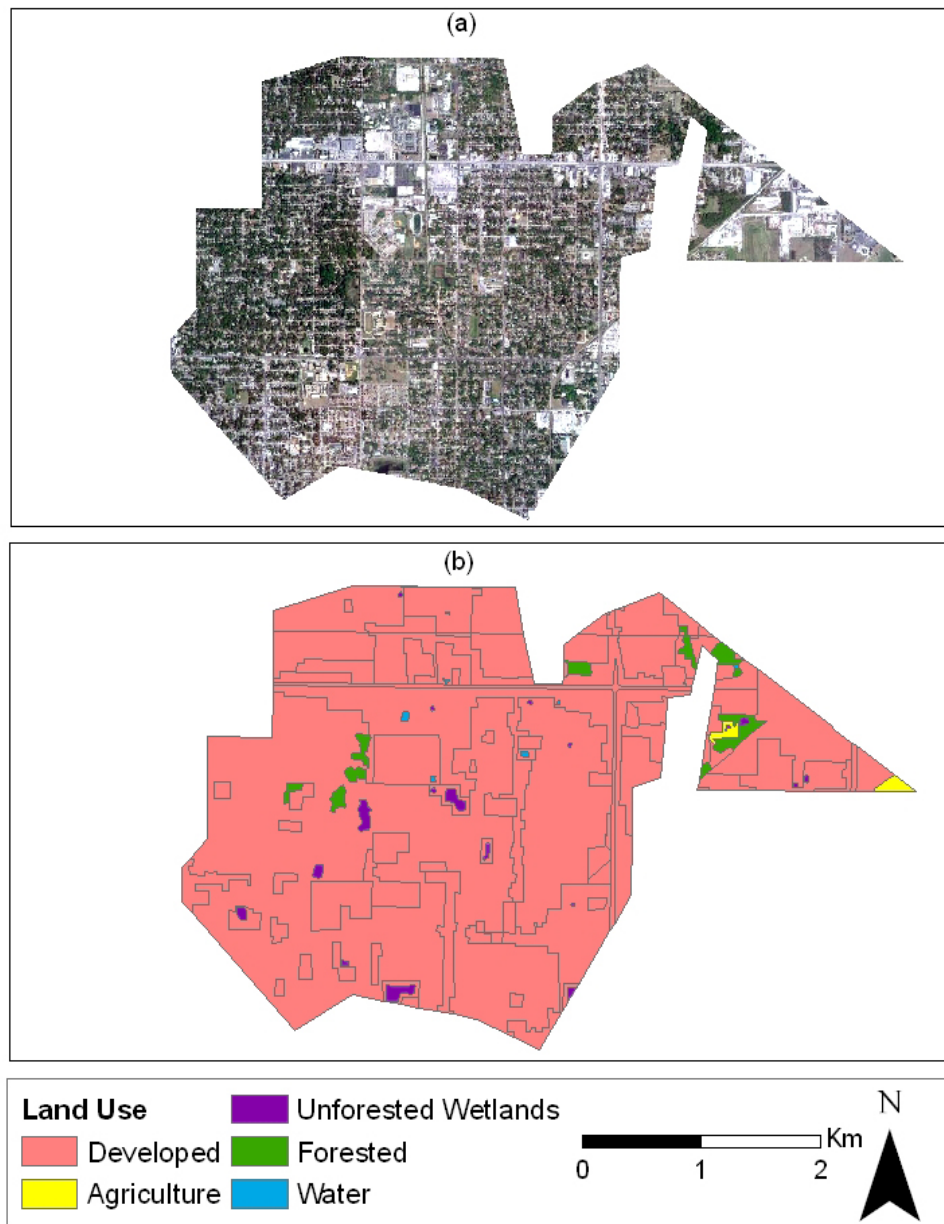 (a)
(b)
Land Use
Developed
Agriculture
Unforested Wetlands
Forested
Water
Km
0 1 2
N